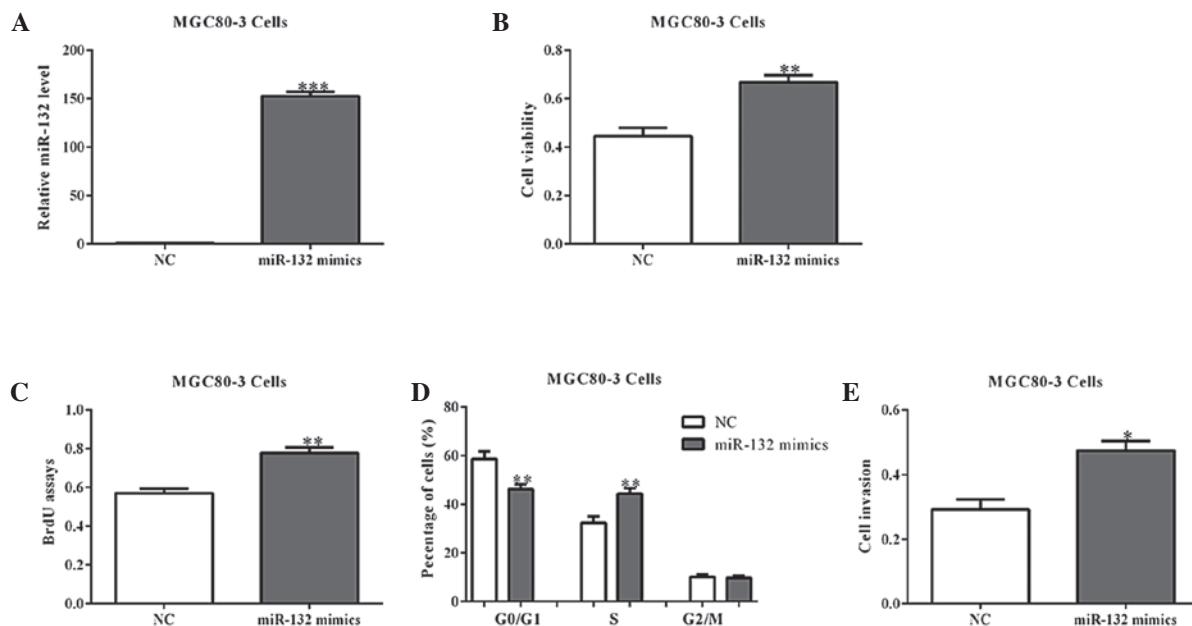 A
MGC80-3 Cells
Relative miR-132 level
200
150
100
50
0
***
NC
miR-132 mimics
B
MGC80-3 Cells
Cell viability
0.8
0.6
0.4
0.2
0.0
**
NC
miR-132 mimics
C
MGC80-3 Cells
BrdU assays
1.0
0.8
0.6
0.4
0.2
0.0
**
NC
miR-132 mimics
D
MGC80-3 Cells
Pecentage of cells (%)
80
60
40
20
0
NC
miR-132 mimics
**
**
G0/G1
S
G2/M
E
MGC80-3 Cells
Cell invasion
0.6
0.4
0.2
0.0
*
NC
miR-132 mimics